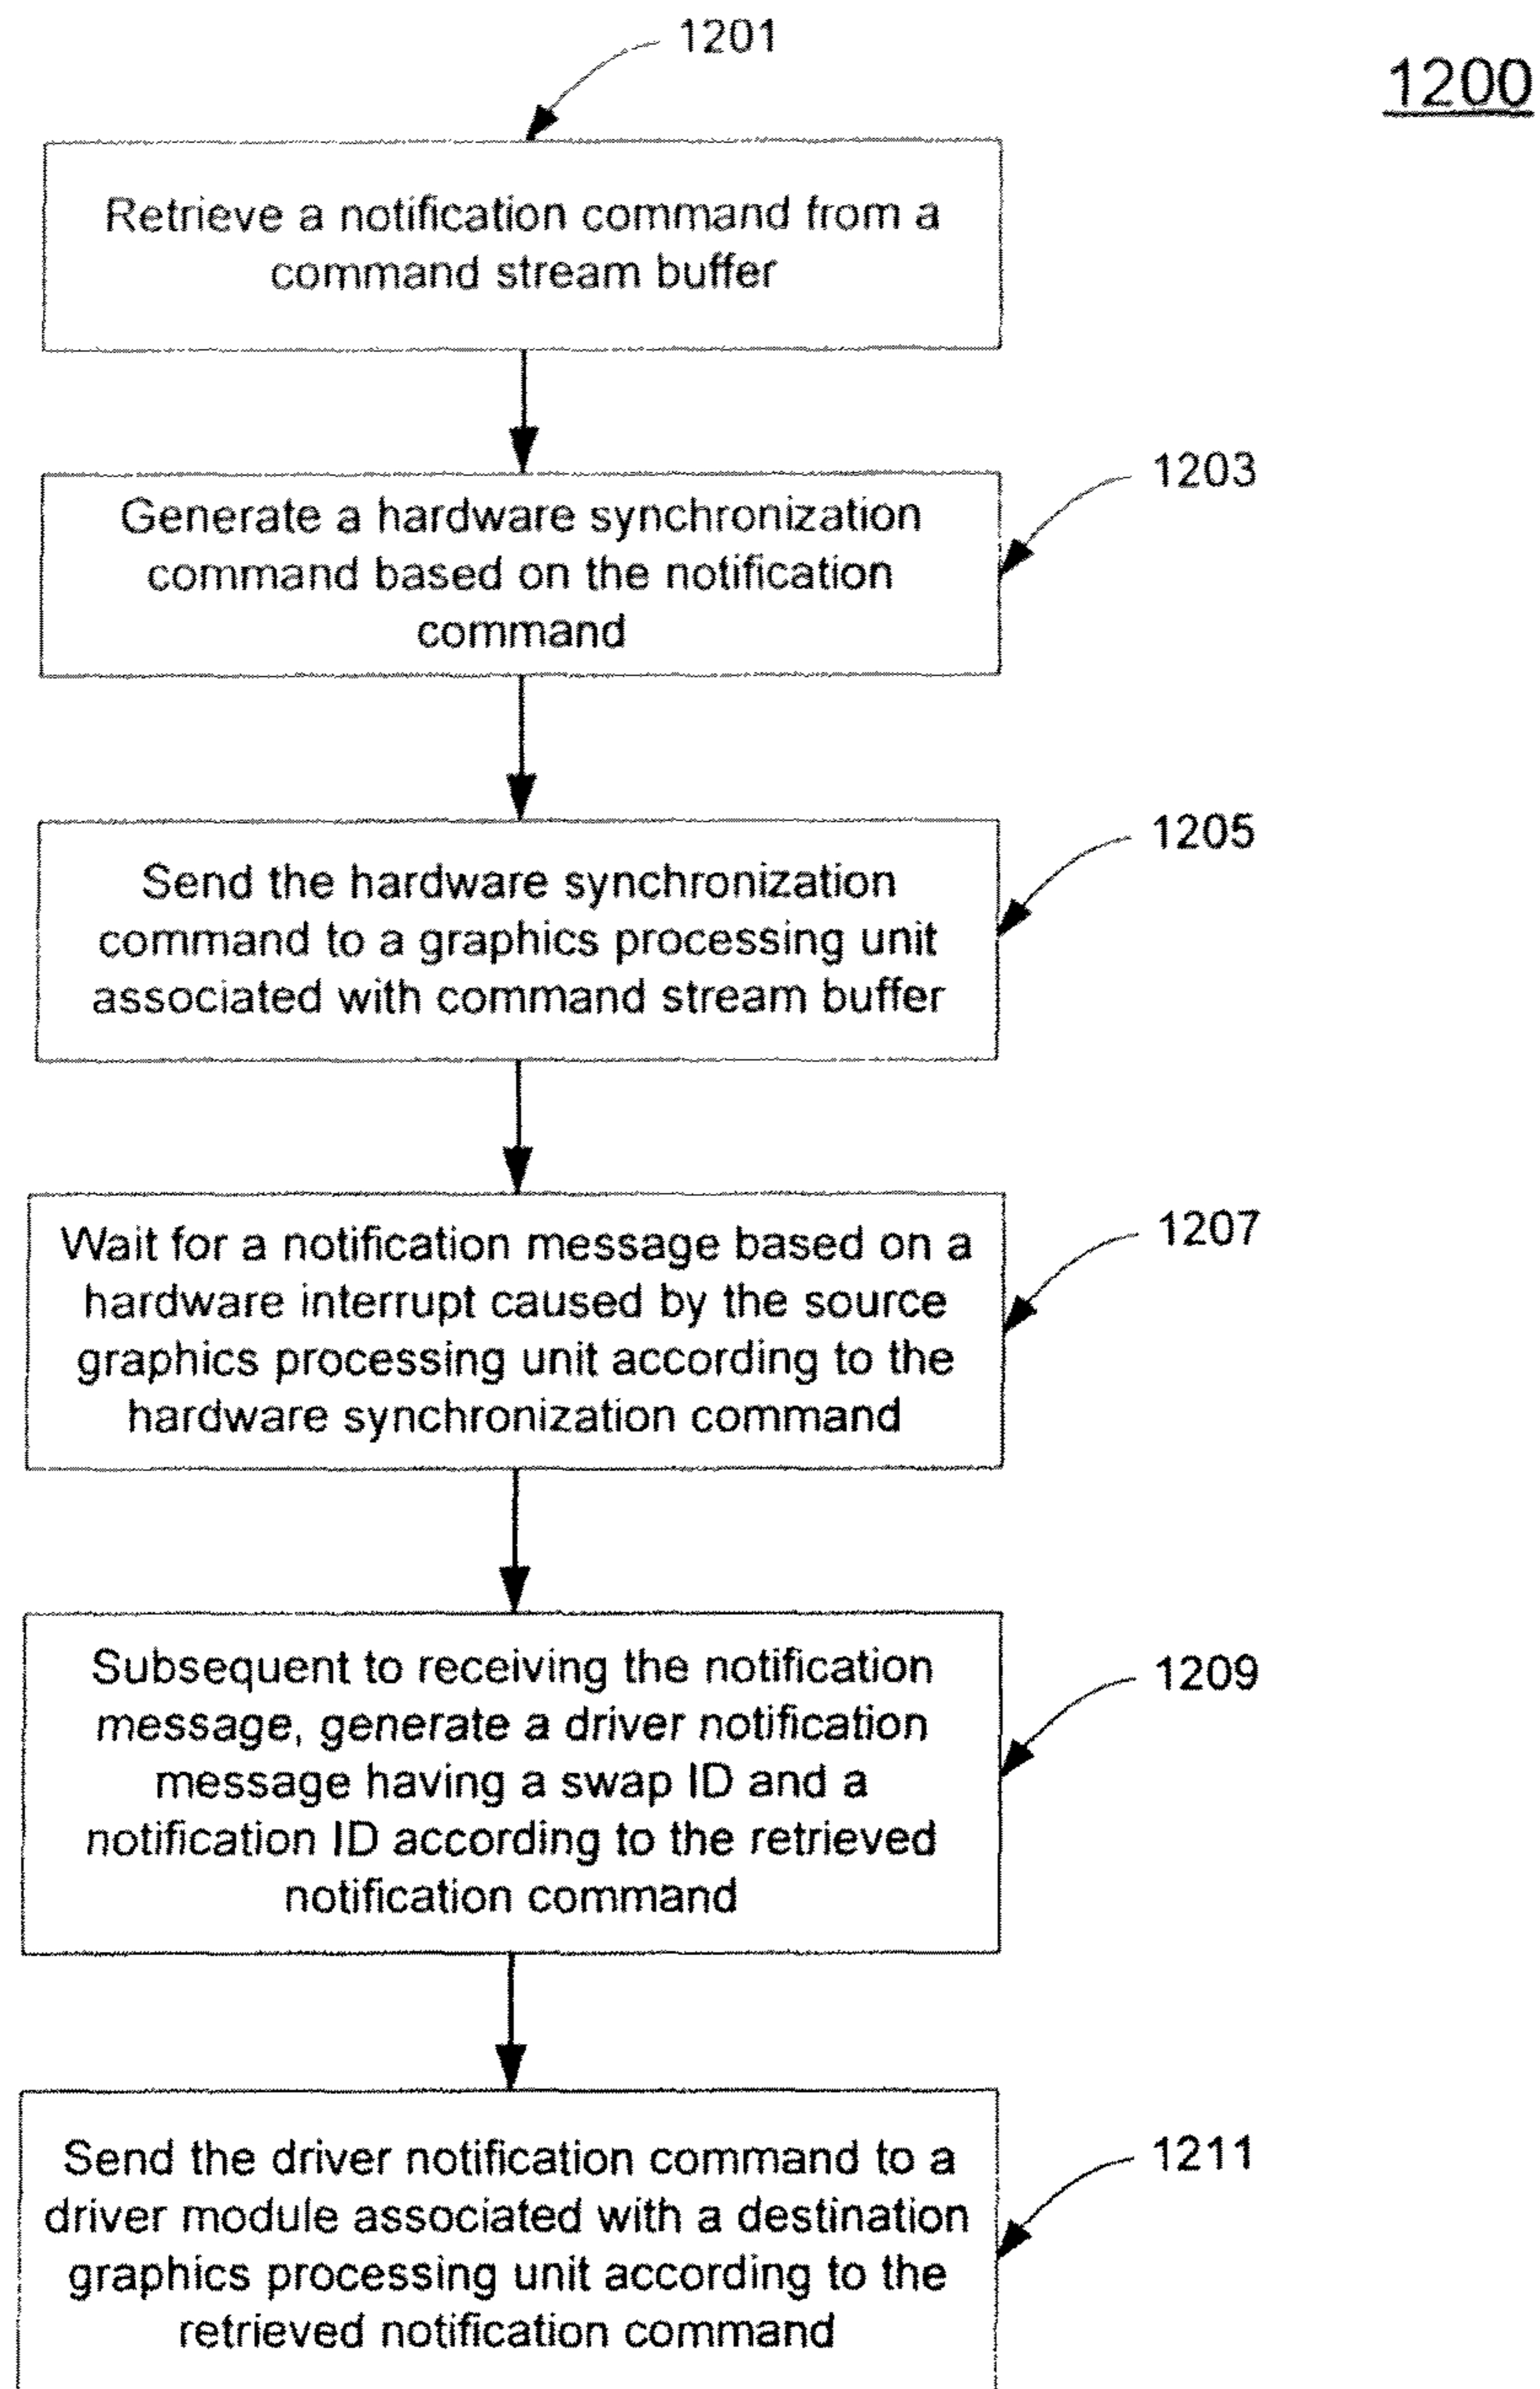 1201
1200
Retrieve a notification command from a
command stream buffer
1203
Generate a hardware synchronization
command based on the notification
command
1205
Send the hardware synchronization
command to a graphics processing unit
associated with command stream buffer
1207
Wait for a notification message based on a
hardware interrupt caused by the source
graphics processing unit according to the
hardware synchronization command
1209
Subsequent to receiving the notification
message, generate a driver notification
message having a swap ID and a
notification ID according to the retrieved
notification command
1211
Send the driver notification command to a
driver module associated with a destination
graphics processing unit according to the
retrieved notification command